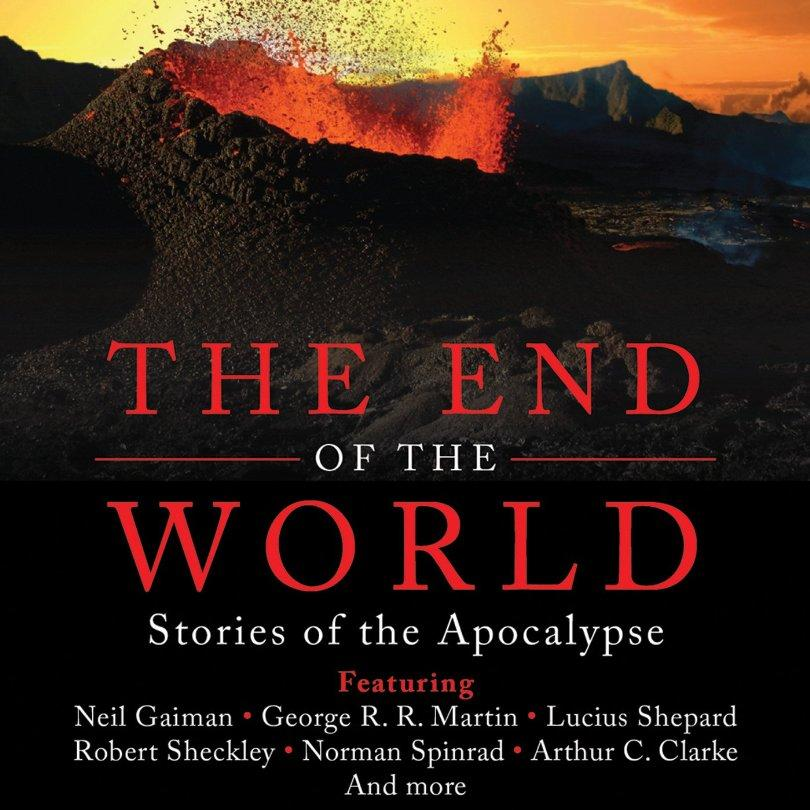 THE END
OF THE
WORLD
Stories of the Apocalypse
Featuring
Neil Gaiman • George R. R. Martin • Lucius Shepard
Robert Sheckley • Norman Spinrad • Arthur C. Clarke
And more